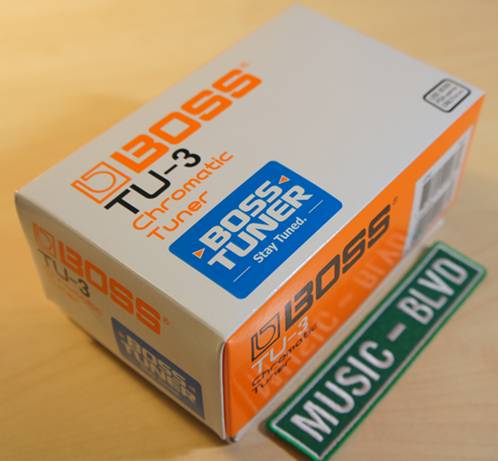 BOSS
TU-3
Chromatic
Tuner
BOSS
TUNER
Stay Tuned.
BOSS
TU-3
BOSS
TUNER
BOSS
TU-3
Chromatic
Tuner
MUSIC - BLVD